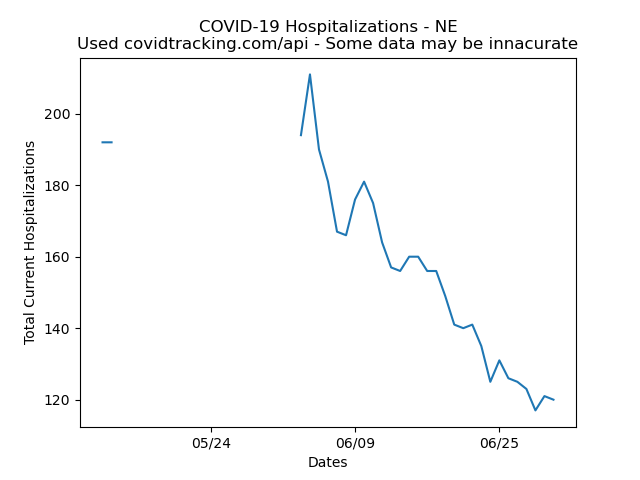 COVID-19 Hospitalizations - NE
Used covidtracking.com/api - Some data may be innacurate
Total Current Hospitalizations
200
180
160
140
120
05/24
06/09
06/25
Dates